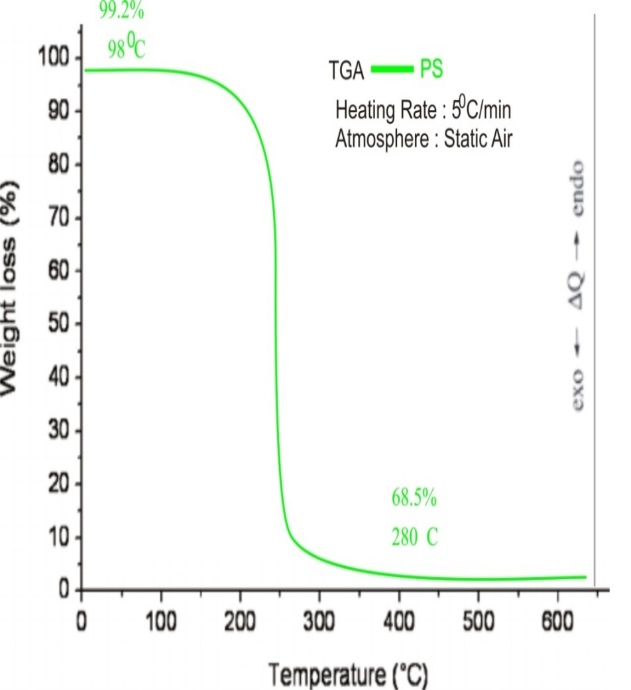 99.2%
98⁰C
TGA PS
Heating Rate : 5⁰C/min
Atmosphere : Static Air
100
90
80
70
60
50
40
30
20
10
0
Weight loss (%)
exo ← ΔQ → endo
68.5%
280 C
0 100 200 300 400 500 600
Temperature (°C)